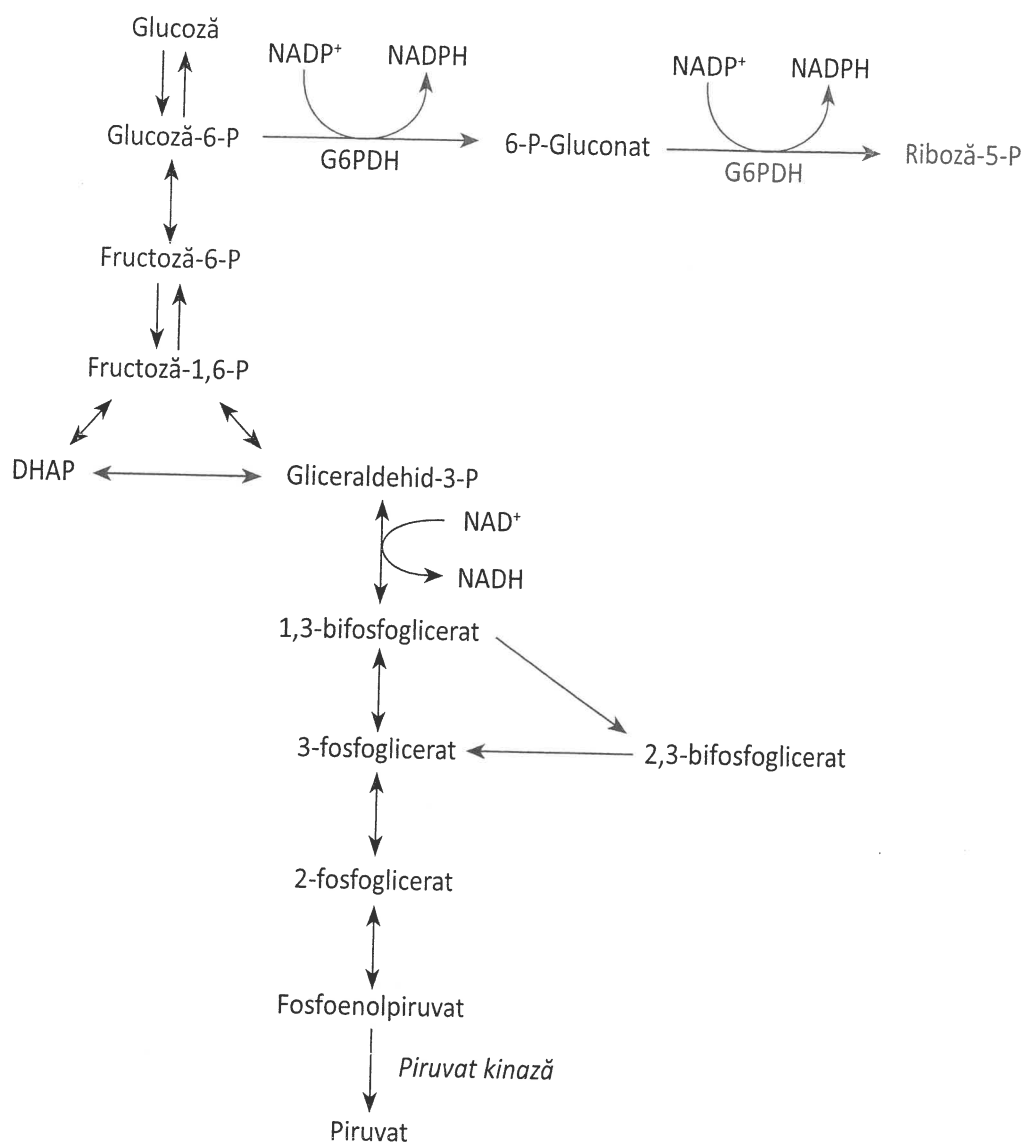 Glucoză
NADP⁺
NADPH
NADP⁺
NADPH
Glucoză-6-P
G6PDH
6-P-Gluconat
G6PDH
Riboză-5-P
Fructoză-6-P
Fructoză-1,6-P
DHAP
Gliceraldehid-3-P
NAD⁺
NADH
1,3-bifosfoglicerat
3-fosfoglicerat
2,3-bifosfoglicerat
2-fosfoglicerat
Fosfoenolpiruvat
Piruvat kinază
Piruvat